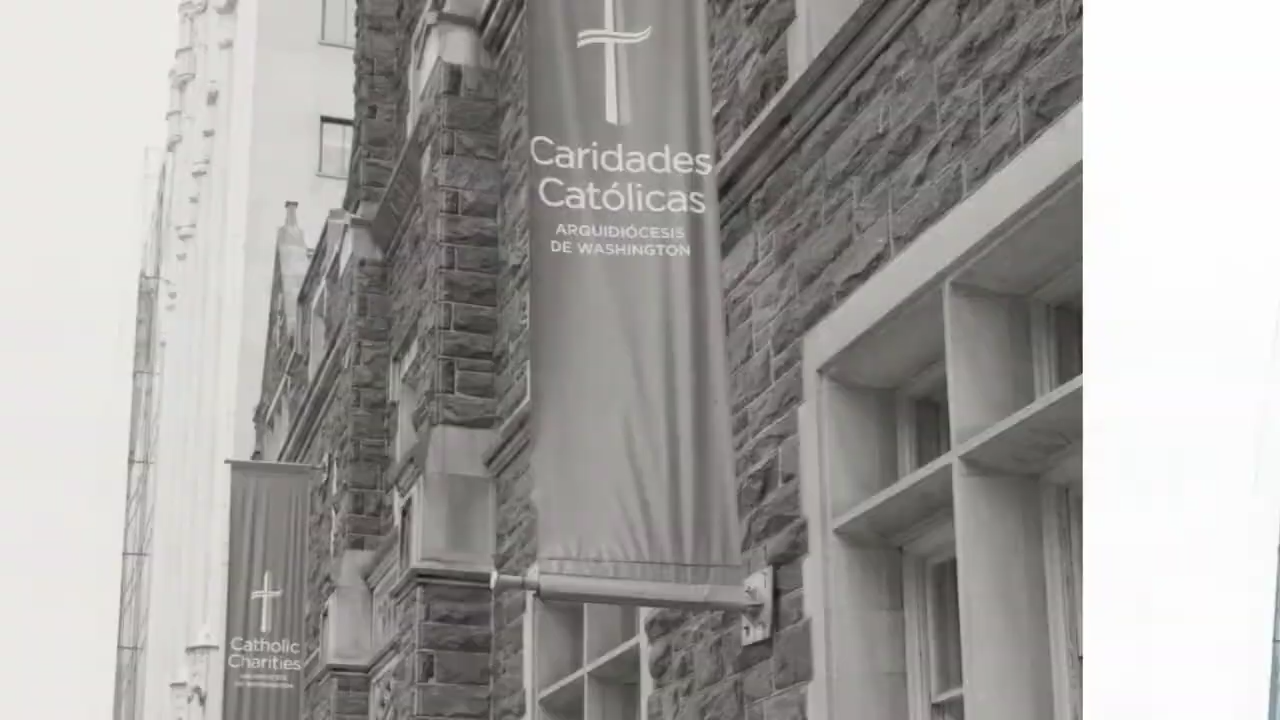 Caridades
Católicas
ARQUIDIÓCESIS
DE WASHINGTON
Catholic
Charities